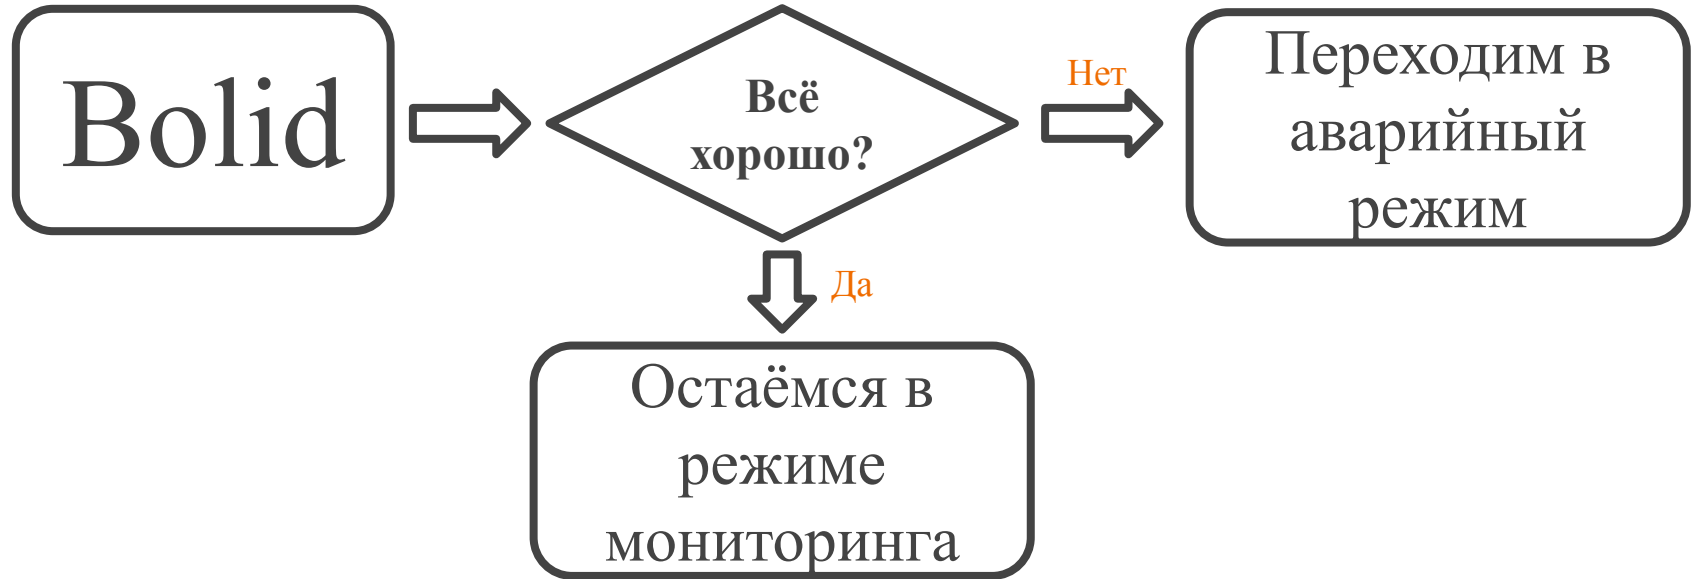 Bolid
Всё
хорошо?
Нет
Переходим в
аварийный
режим
Да
Остаёмся в
режиме
мониторинга